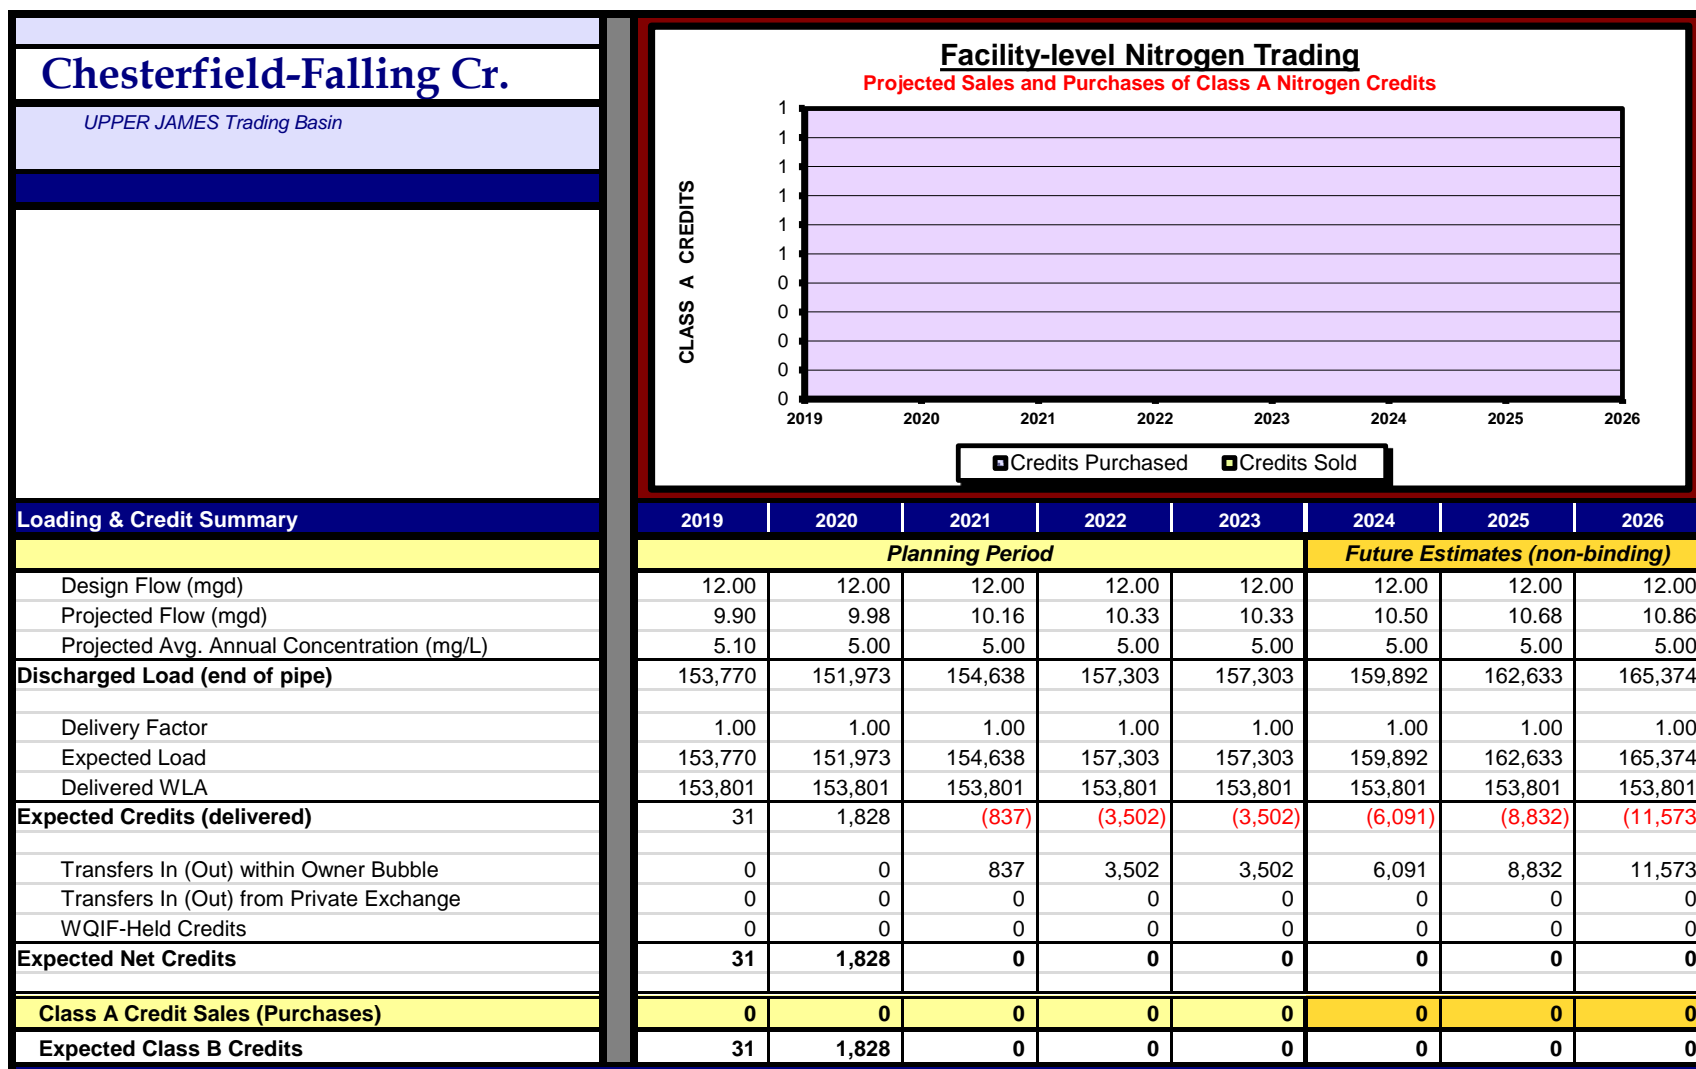 Chesterfield-Falling Cr.
UPPER JAMES Trading Basin
Facility-level Nitrogen Trading
Projected Sales and Purchases of Class A Nitrogen Credits
CLASS A CREDITS
1
1
1
1
1
1
0
0
0
0
0
2019 2020 2021 2022 2023 2024 2025 2026
Credits Purchased Credits Sold
Loading & Credit Summary 2019 2020 2021 2022 2023 2024 2025 2026
Planning Period Future Estimates (non-binding)
Design Flow (mgd) 12.00 12.00 12.00 12.00 12.00 12.00 12.00 12.00
Projected Flow (mgd) 9.90 9.98 10.16 10.33 10.33 10.50 10.68 10.86
Projected Avg. Annual Concentration (mg/L) 5.10 5.00 5.00 5.00 5.00 5.00 5.00 5.00
Discharged Load (end of pipe) 153,770 151,973 154,638 157,303 157,303 159,892 162,633 165,374
Delivery Factor 1.00 1.00 1.00 1.00 1.00 1.00 1.00 1.00
Expected Load 153,770 151,973 154,638 157,303 157,303 159,892 162,633 165,374
Delivered WLA 153,801 153,801 153,801 153,801 153,801 153,801 153,801 153,801
Expected Credits (delivered) 31 1,828 (837) (3,502) (3,502) (6,091) (8,832) (11,573
Transfers In (Out) within Owner Bubble 0 0 837 3,502 3,502 6,091 8,832 11,573
Transfers In (Out) from Private Exchange 0 0 0 0 0 0 0 0
WQIF-Held Credits 0 0 0 0 0 0 0 0
Expected Net Credits 31 1,828 0 0 0 0 0 0
Class A Credit Sales (Purchases) 0 0 0 0 0 0 0 0
Expected Class B Credits 31 1,828 0 0 0 0 0 0